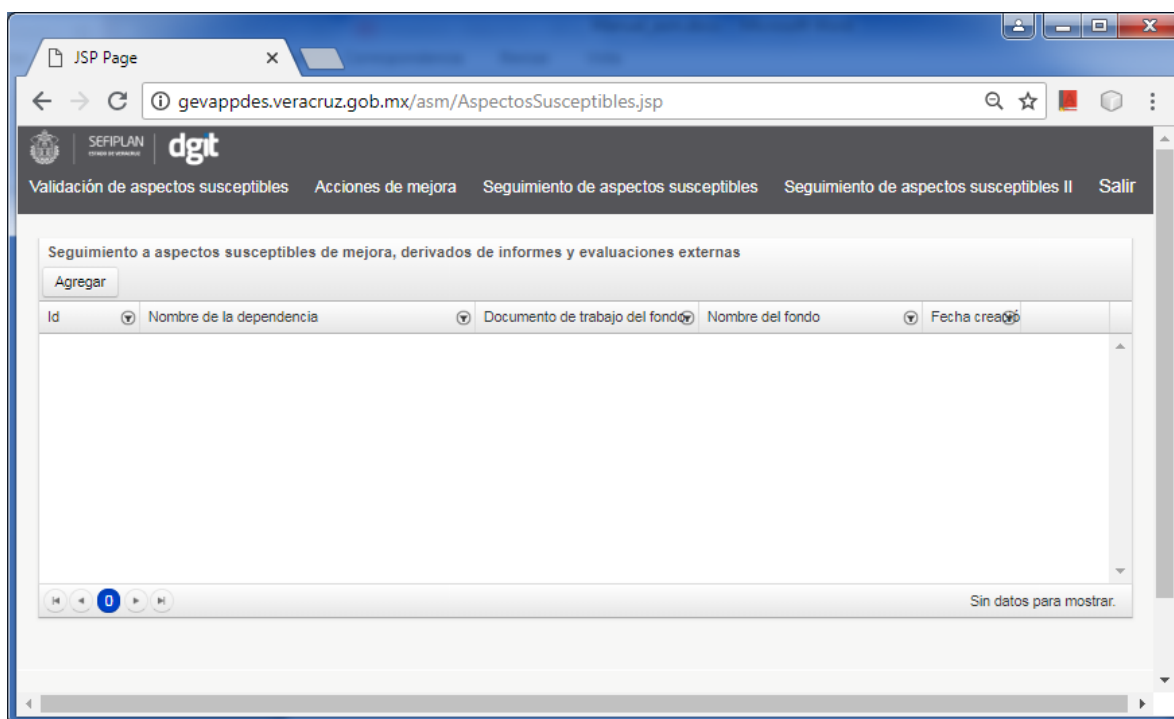 JSP Page
gevappdes.veracruz.gob.mx/asm/AspectosSusceptibles.jsp
SEFIPLAN dgit
Validación de aspectos susceptibles Acciones de mejora Seguimiento de aspectos susceptibles Seguimiento de aspectos susceptibles II Salir
Seguimiento a aspectos susceptibles de mejora, derivados de informes y evaluaciones externas
Agregar
Id Nombre de la dependencia Documento de trabajo del fondo Nombre del fondo Fecha creació
0 Sin datos para mostrar.